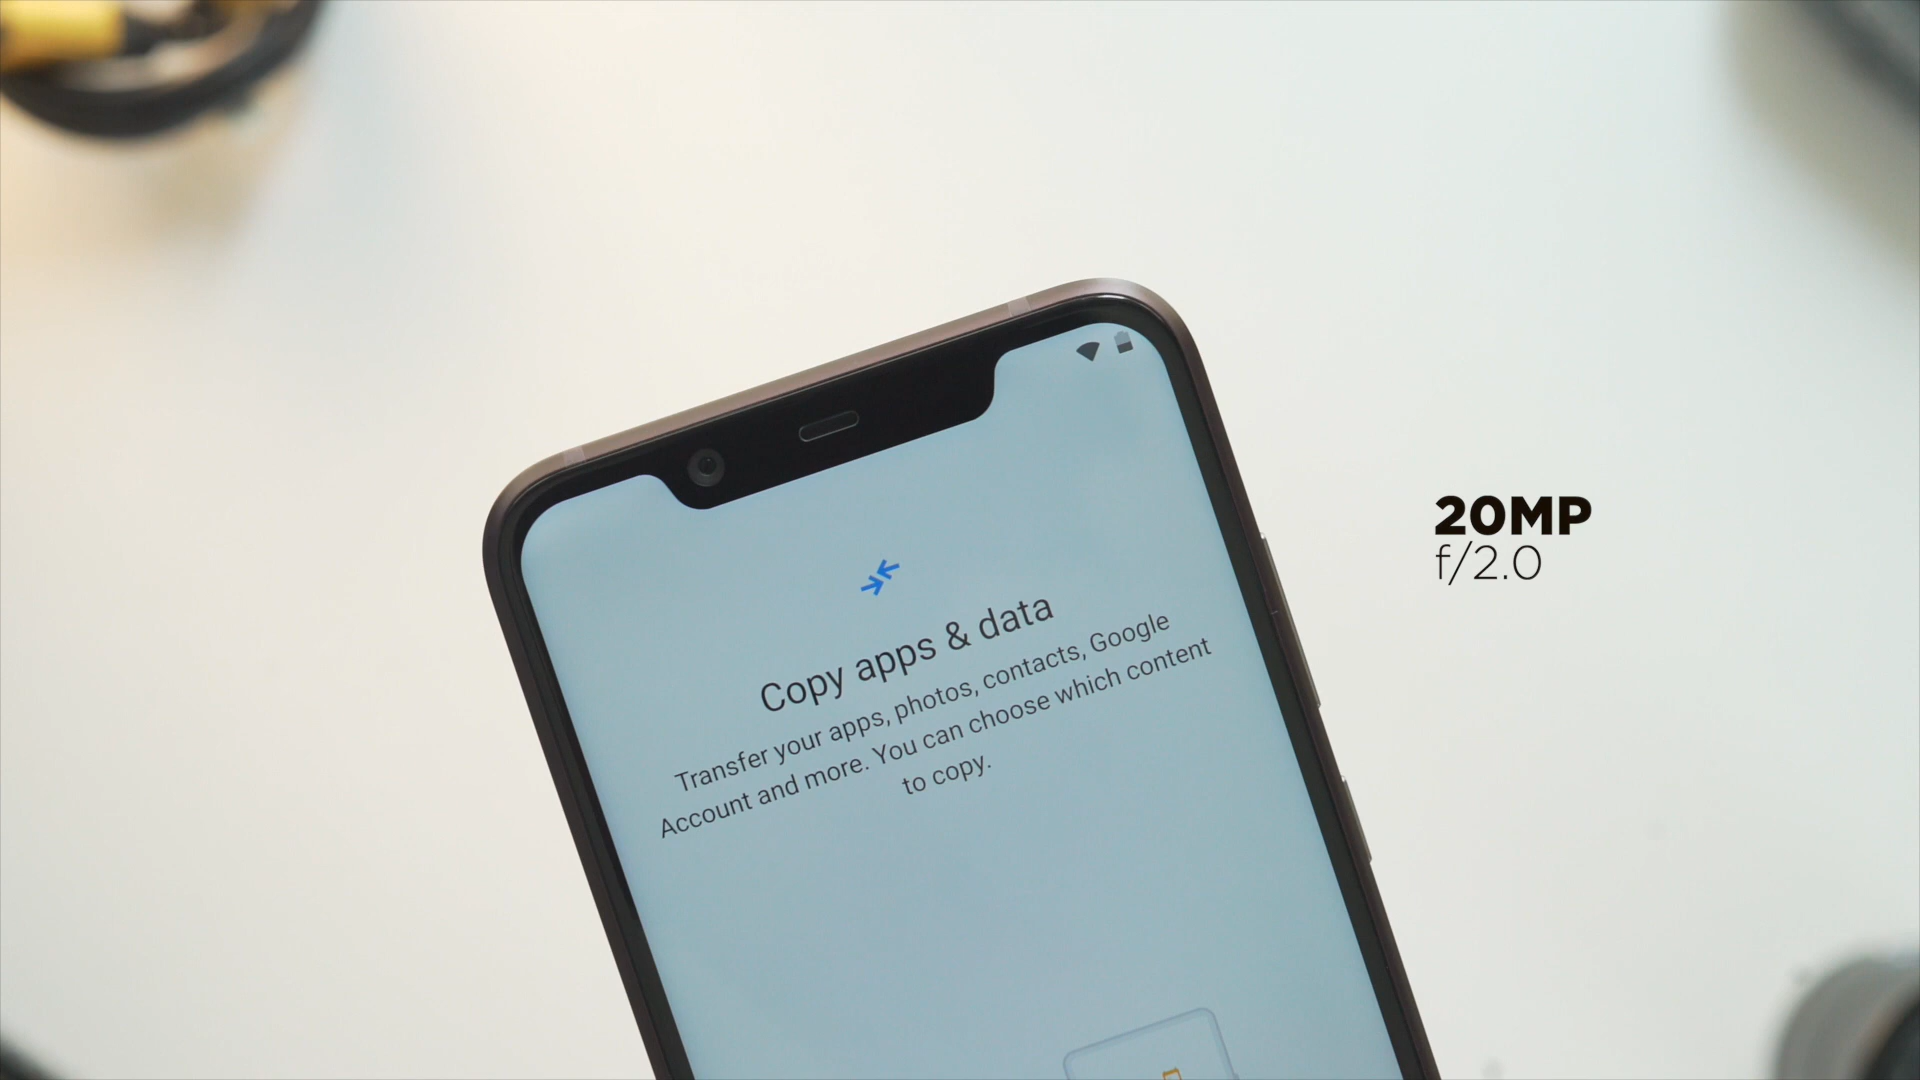 Copy apps & data
Transfer your apps, photos, contacts, Google
Account and more. You can choose which content
to copy.
20MP
f/2.0